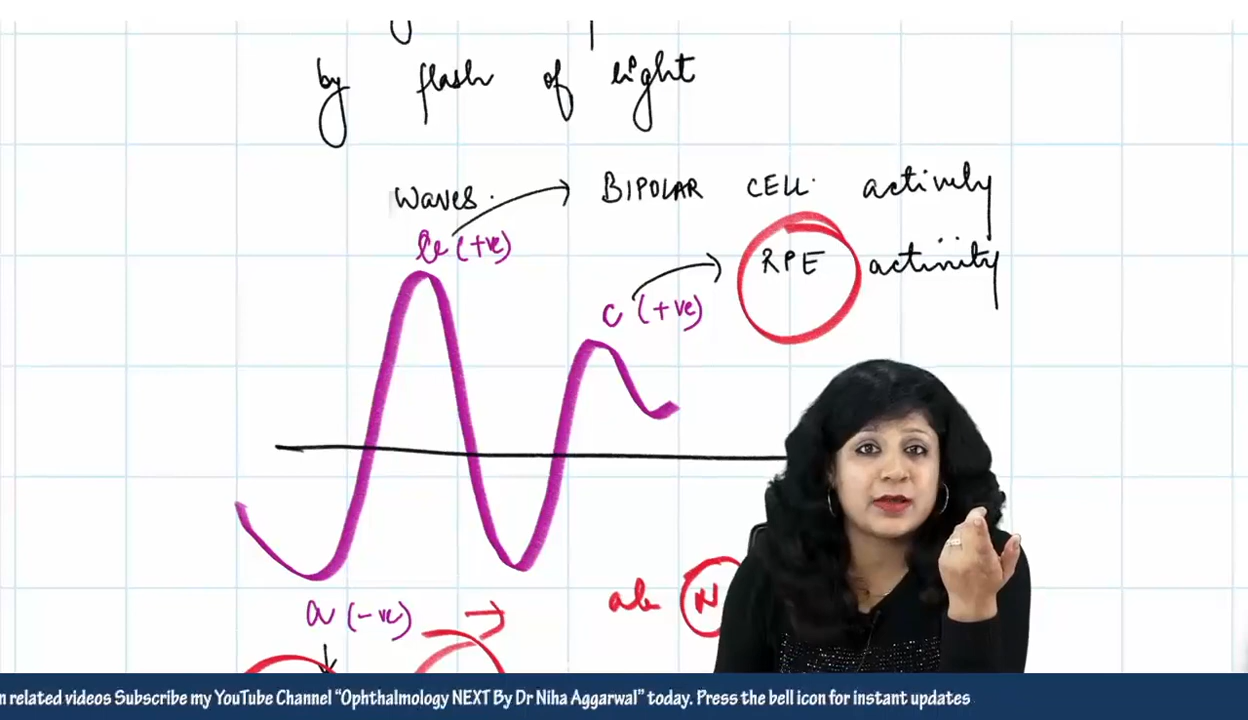 by flash of light
Waves. BIPOLAR CELL. activity
b (+ve) RPE activity
c (+ve)
a (-ve)
ab N
n related videos Subscribe my YouTube Channel “Ophthalmology NEXT By Dr Niha Aggarwal” today. Press the bell icon for instant updates